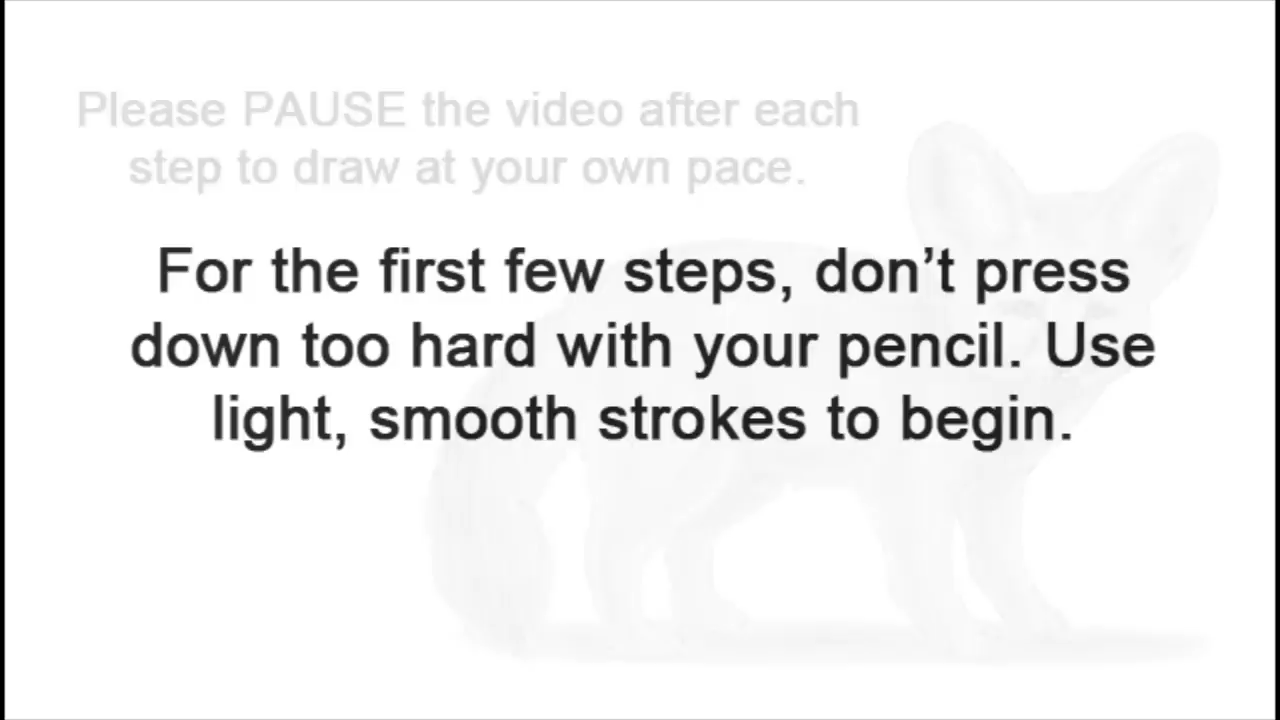 Please PAUSE the video after each
step to draw at your own pace.
For the first few steps, don’t press
down too hard with your pencil. Use
light, smooth strokes to begin.